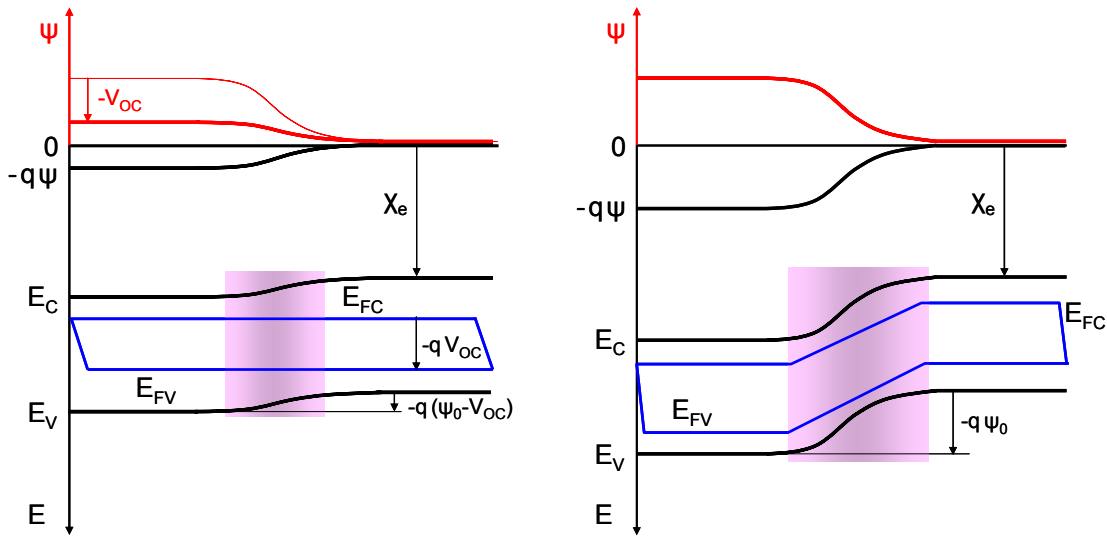 Ψ
-V_OC
0
-qψ
χ_e
E_C
E_FC
-q V_OC
E_FV
E_V
-q (ψ_0-V_OC)
E
Ψ
0
-qψ
χ_e
E_C
E_FC
E_FV
-q ψ_0
E_V
E